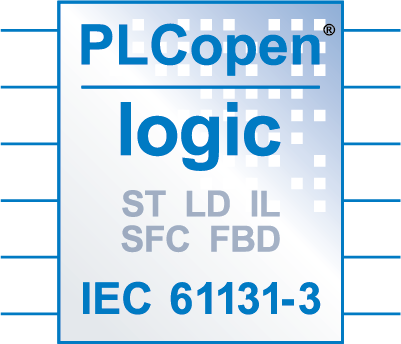 PLCopen®
logic
ST LD IL
SFC FBD
IEC 61131-3